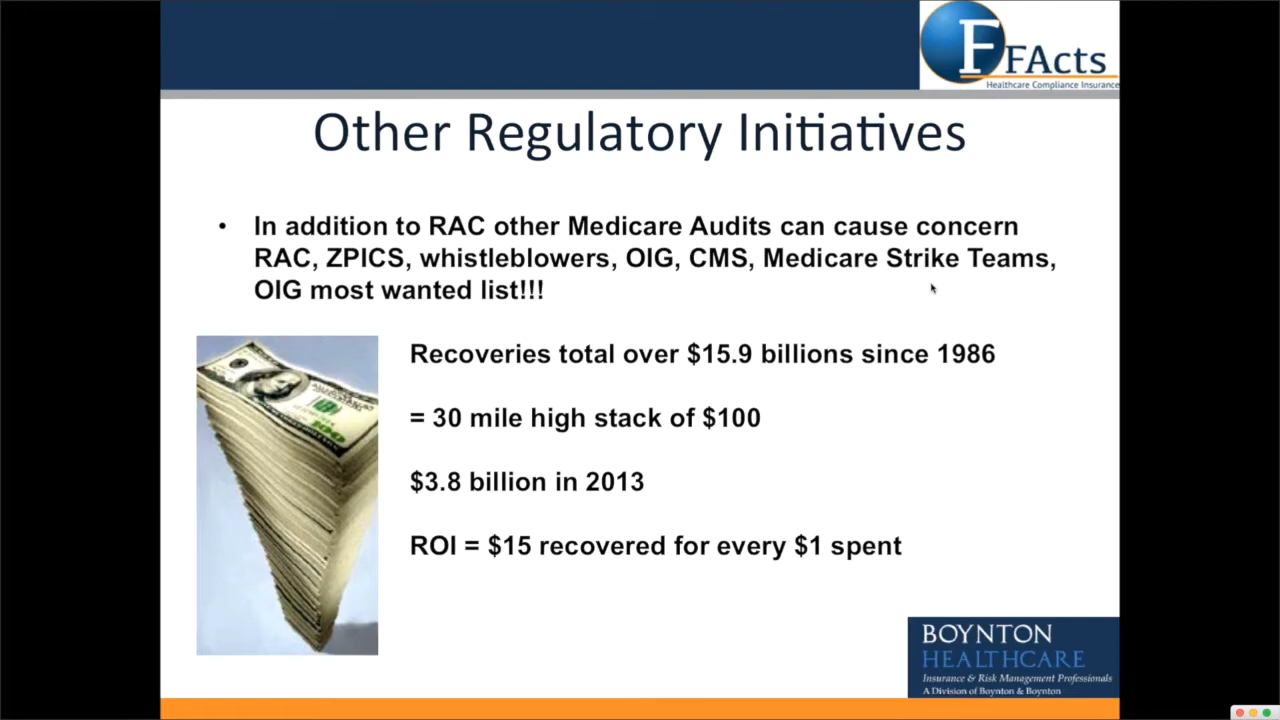 F
FActs
Healthcare Compliance Insurance
Other Regulatory Initiatives
• In addition to RAC other Medicare Audits can cause concern
RAC, ZPICS, whistleblowers, OIG, CMS, Medicare Strike Teams,
OIG most wanted list!!!
Recoveries total over $15.9 billions since 1986
= 30 mile high stack of $100
$3.8 billion in 2013
ROI = $15 recovered for every $1 spent
100
BOYNTON
HEALTHCARE
Insurance & Risk Management Professionals
A Division of Boynton & Boynton